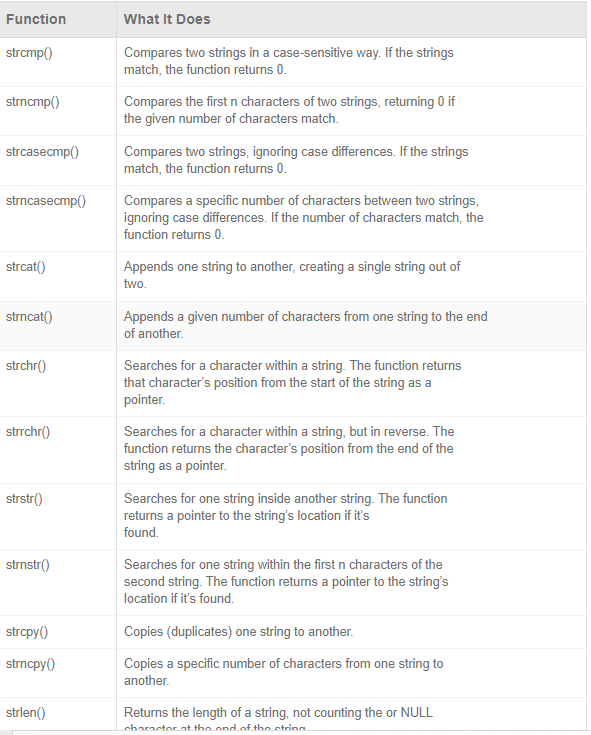 Function What It Does
strcmp() Compares two strings in a case-sensitive way. If the strings
match, the function returns 0.
strncmp() Compares the first n characters of two strings, returning 0 if
the given number of characters match.
strcasecmp() Compares two strings, ignoring case differences. If the strings
match, the function returns 0.
strncasecmp() Compares a specific number of characters between two strings,
ignoring case differences. If the number of characters match, the
function returns 0.
strcat() Appends one string to another, creating a single string out of
two.
strncat() Appends a given number of characters from one string to the end
of another.
strchr() Searches for a character within a string. The function returns
that character’s position from the start of the string as a
pointer.
strrchr() Searches for a character within a string, but in reverse. The
function returns the character’s position from the end of the
string as a pointer.
strstr() Searches for one string inside another string. The function
returns a pointer to the string’s location if it’s
found.
strnstr() Searches for one string within the first n characters of the
second string. The function returns a pointer to the string’s
location if it’s found.
strcpy() Copies (duplicates) one string to another.
strncpy() Copies a specific number of characters from one string to
another.
strlen() Returns the length of a string, not counting the or NULL
character at the end of the string